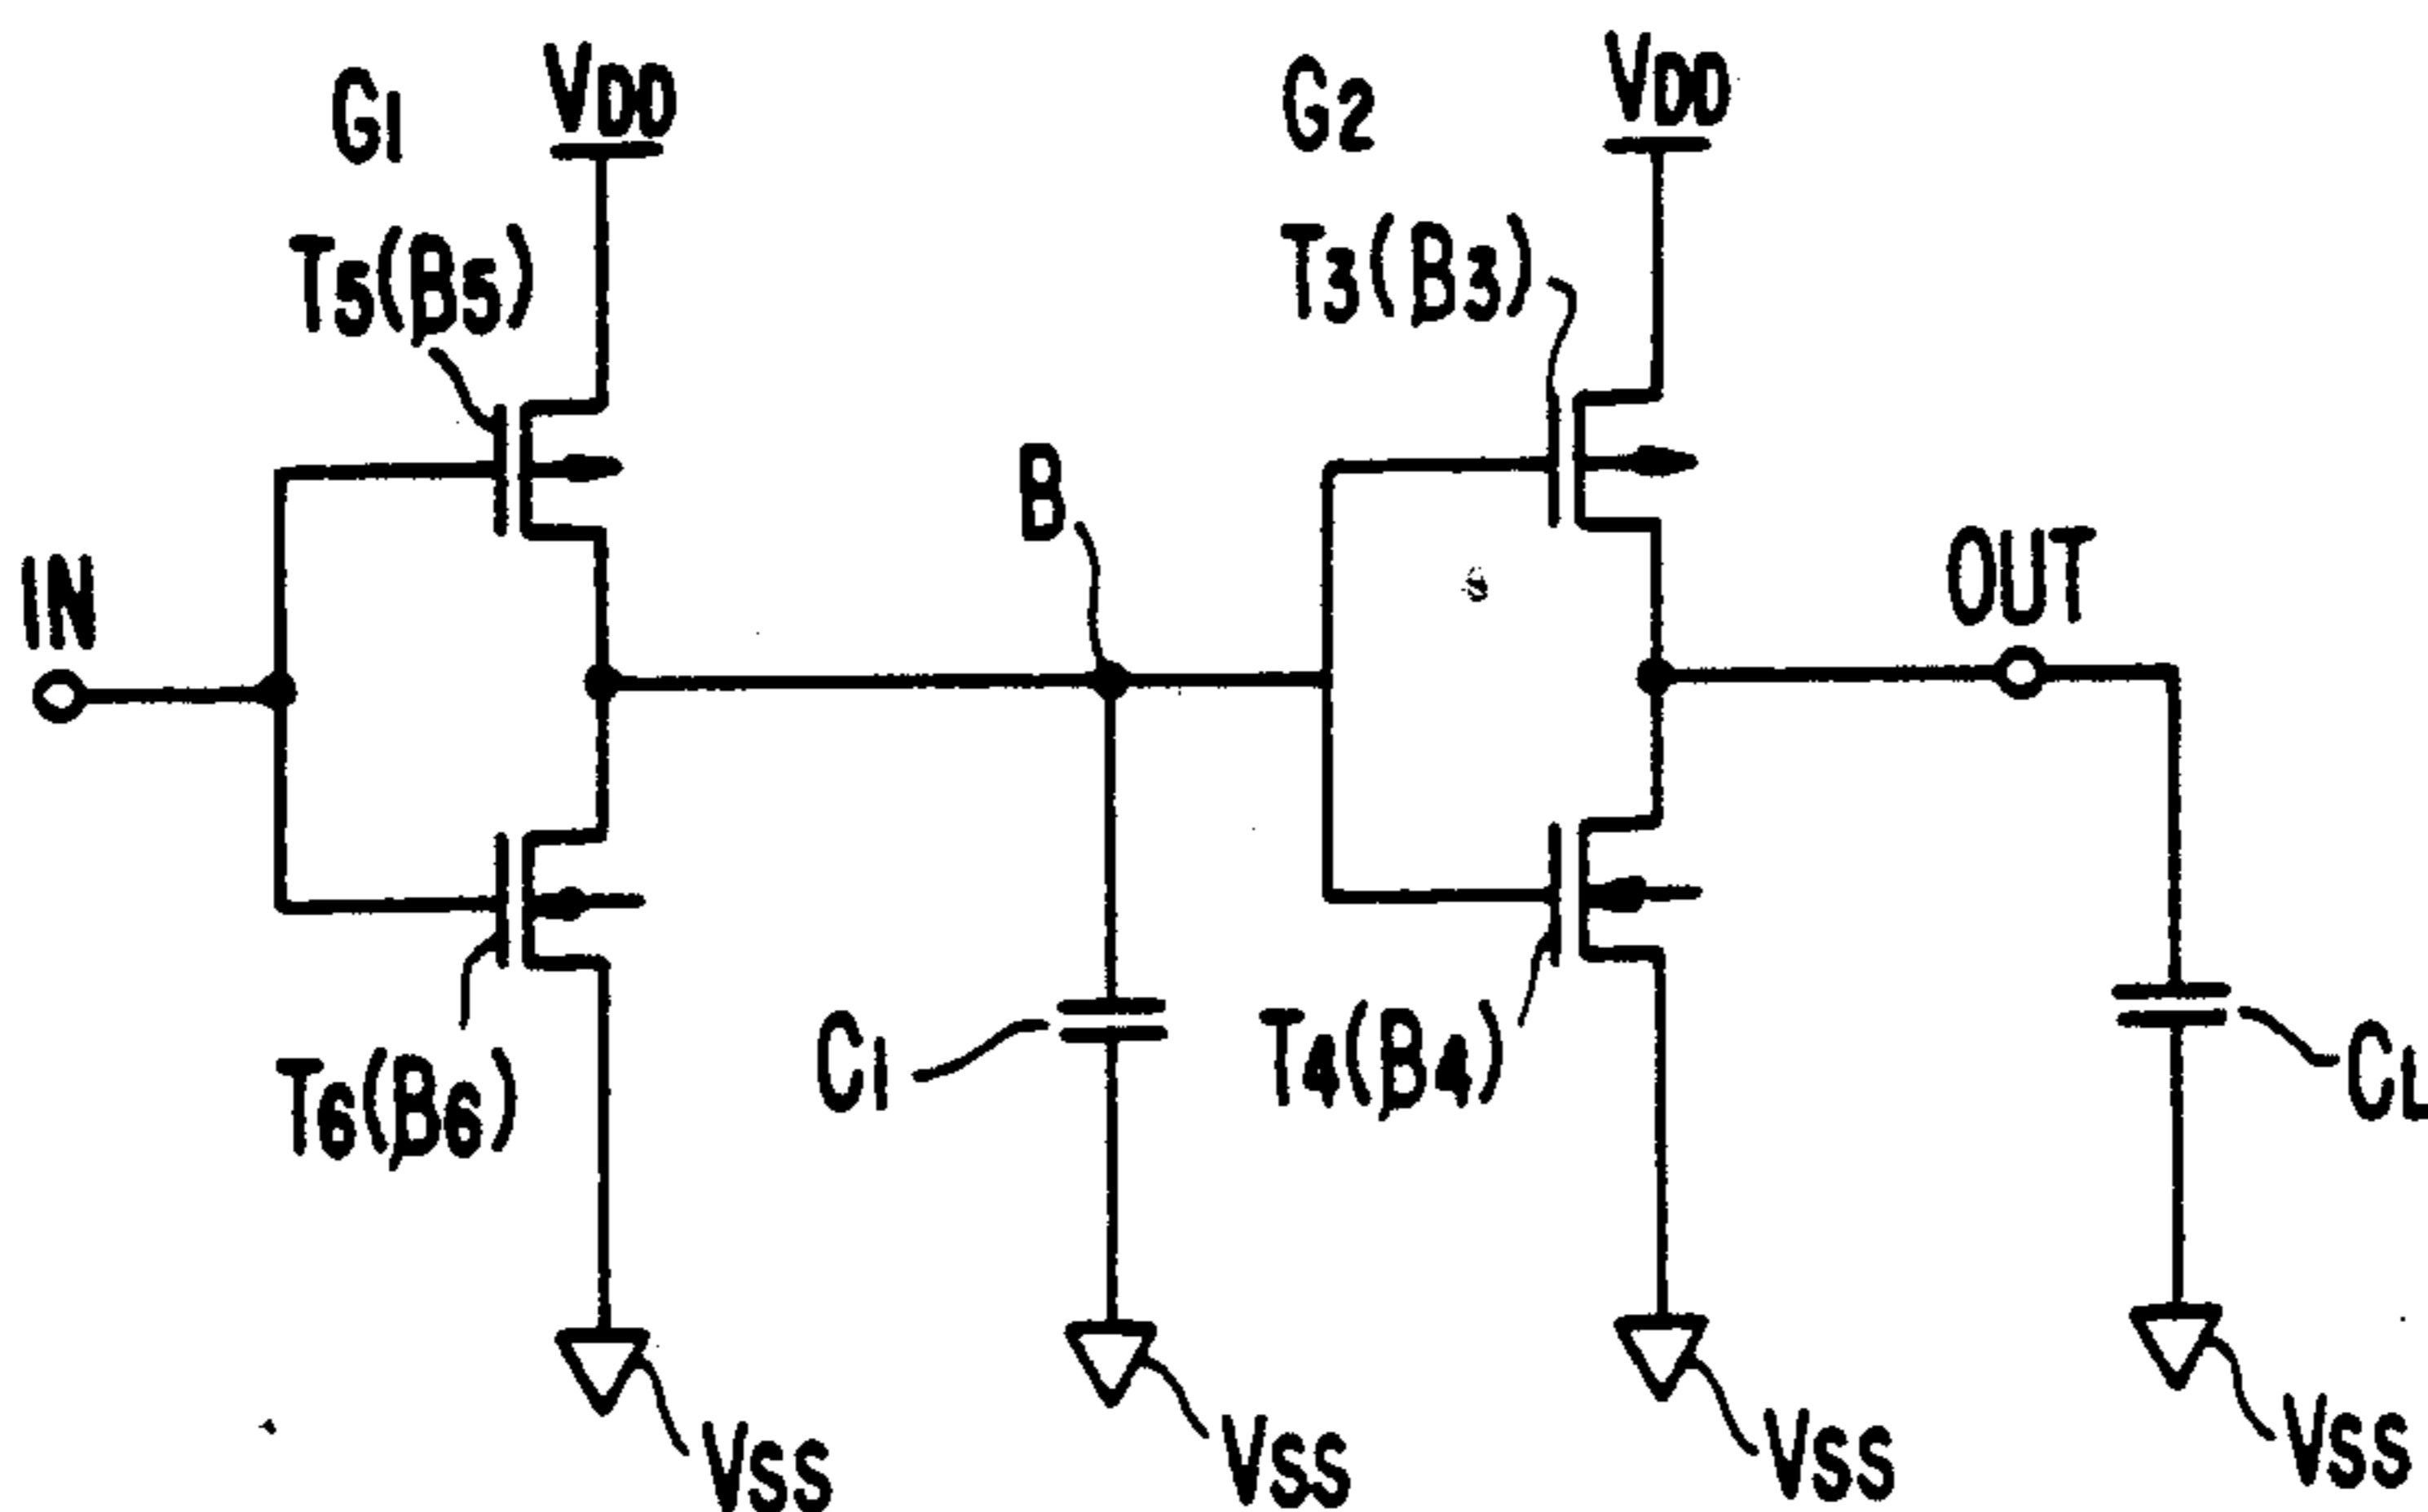 G1
VDD
G2
VDD
T5(β5)
T3(β3)
B
IN
OUT
C1
T4(β4)
CL
T6(β6)
VSS
VSS
VSS
VSS